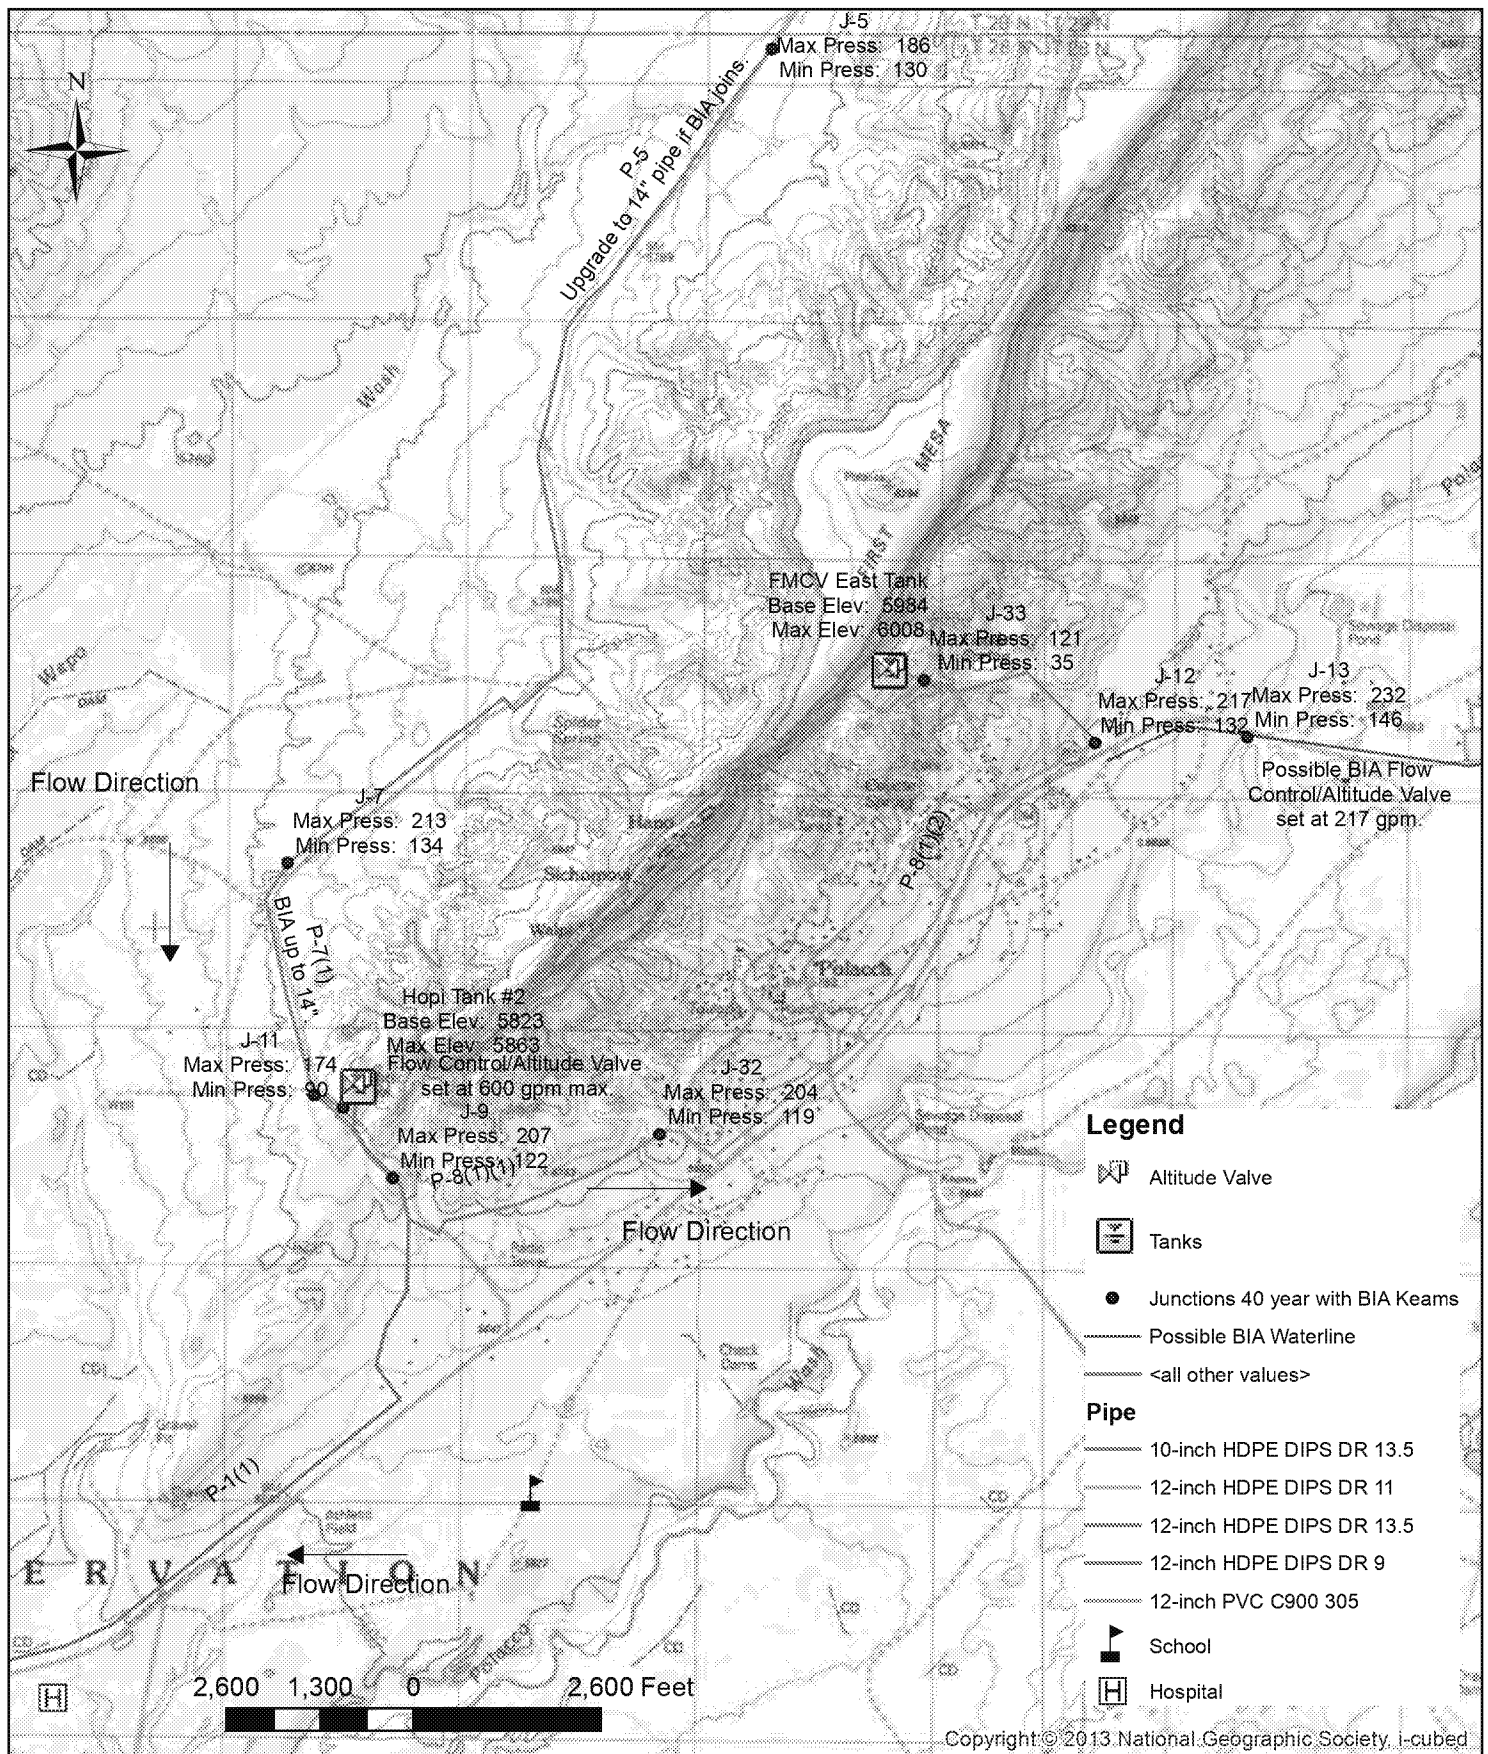 J-5
Max Press: 186
Min Press: 130
N
P-5
Upgrade to 14" pipe if BIA joins.
Wash
MESA
FIRST
FMCV East Tank
Base Elev: 5984
Max Elev: 6008
J-33
Max Press: 121
Min Press: 35
J-12
Max Press: 217
Min Press: 132
J-13
Max Press: 232
Min Press: 146
Possible BIA Flow
Control/Altitude Valve
set at 217 gpm.
Wepo
Spring
Flow Direction
J-7
Max Press: 213
Min Press: 134
Hano
Sichomovi
Walpi
P-8(1)(2)
P-7(1)
BIA up to 14".
Polacca
Hopi Tank #2
Base Elev: 5823
Max Elev: 5863
Flow Control/Altitude Valve
set at 600 gpm max.
J-11
Max Press: 174
Min Press: 90
J-9
Max Press: 207
Min Press: 122
P-8(1)(1)
J-32
Max Press: 204
Min Press: 119
Flow Direction
Wash
P-1(1)
E R V A T I O N
Flow Direction
Polacca
Legend
Altitude Valve
Tanks
Junctions 40 year with BIA Keams
Possible BIA Waterline
<all other values>
Pipe
10-inch HDPE DIPS DR 13.5
12-inch HDPE DIPS DR 11
12-inch HDPE DIPS DR 13.5
12-inch HDPE DIPS DR 9
12-inch PVC C900 305
School
H
Hospital
H
2,600 1,300 0 2,600 Feet
Copyright:© 2013 National Geographic Society, i-cubed